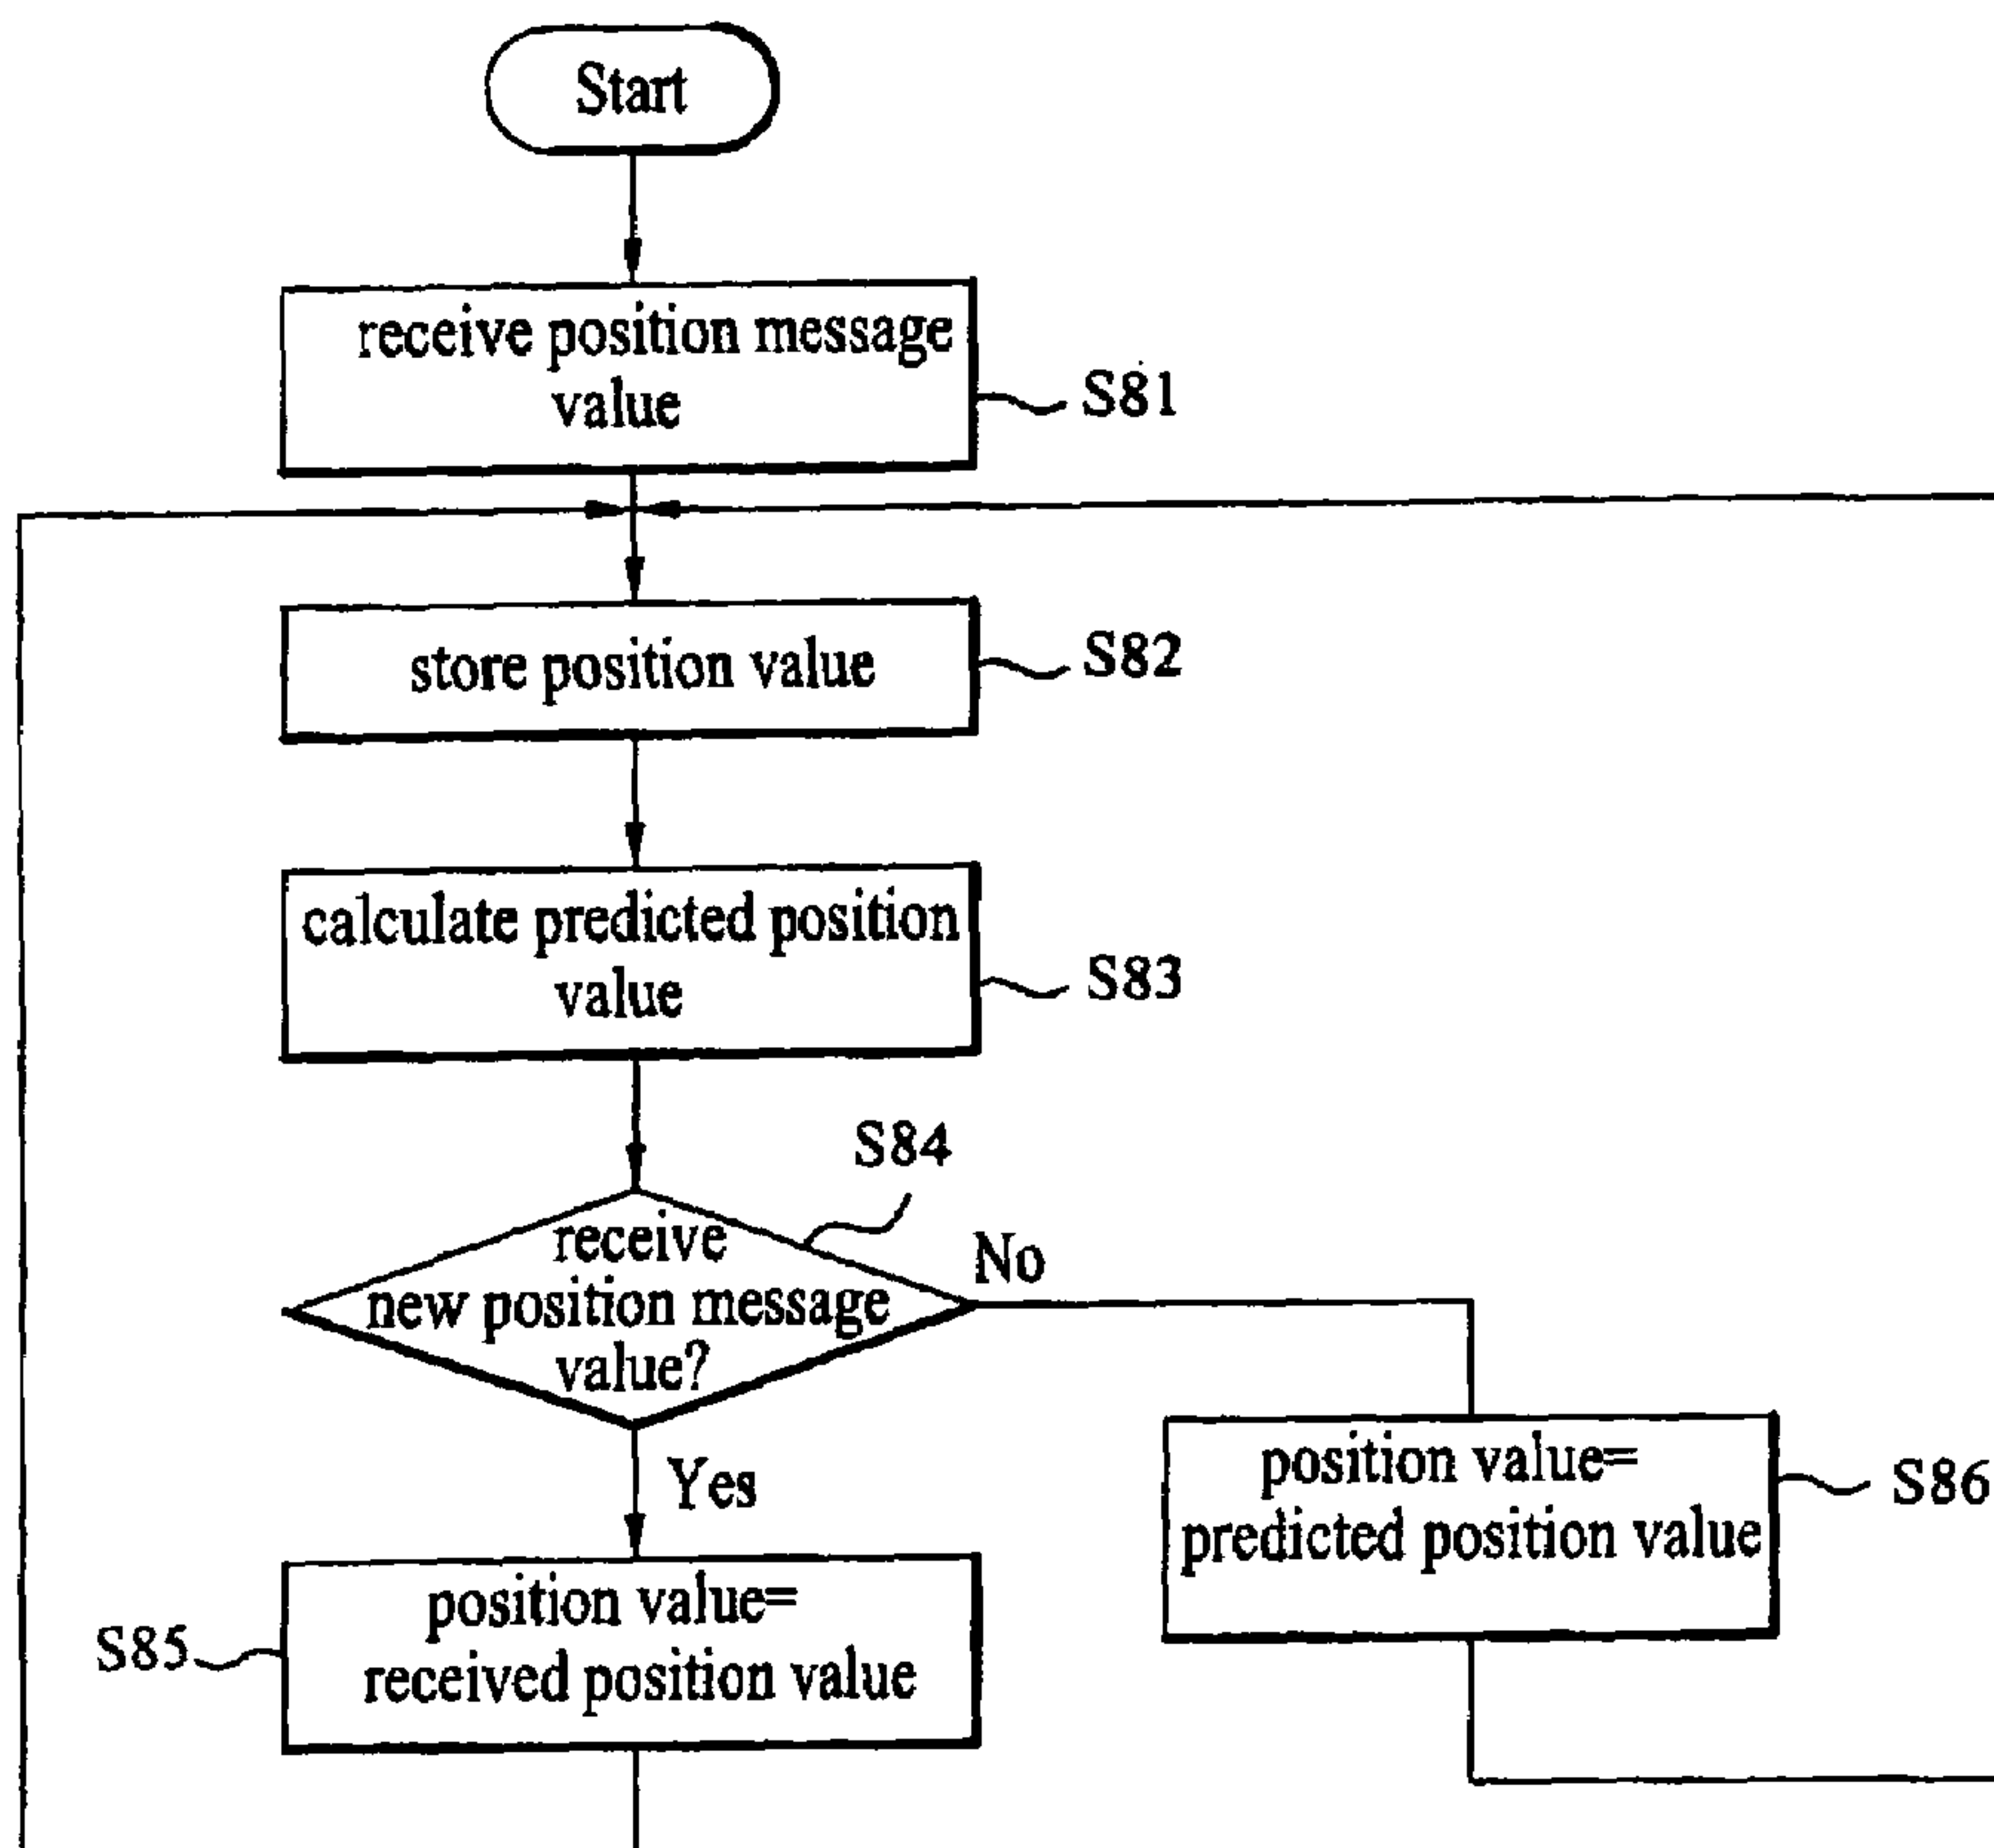 Start
receive position message
value
S81
store position value
S82
calculate predicted position
value
S83
S84
receive
new position message
value?
No
Yes
position value=
predicted position value
S86
position value=
received position value
S85